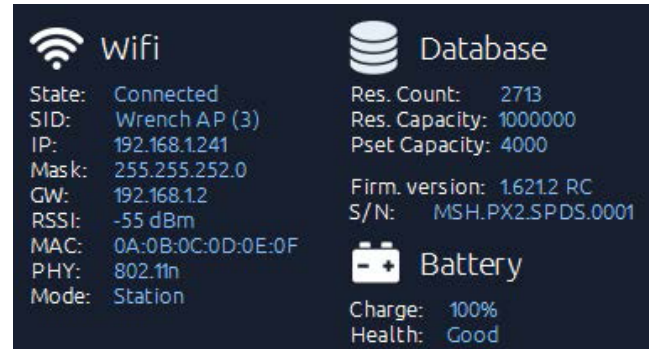 Wifi
State: Connected
SID: Wrench AP (3)
IP: 192.168.1.241
Mask: 255.255.252.0
GW: 192.168.1.2
RSSI: -55 dBm
MAC: 0A:0B:0C:0D:0E:0F
PHY: 802.11n
Mode: Station
Database
Res. Count: 2713
Res. Capacity: 1000000
Pset Capacity: 4000
Firm. version: 1.621.2 RC
S/N: MSH.PX2.SPDS.0001
Battery
Charge: 100%
Health: Good